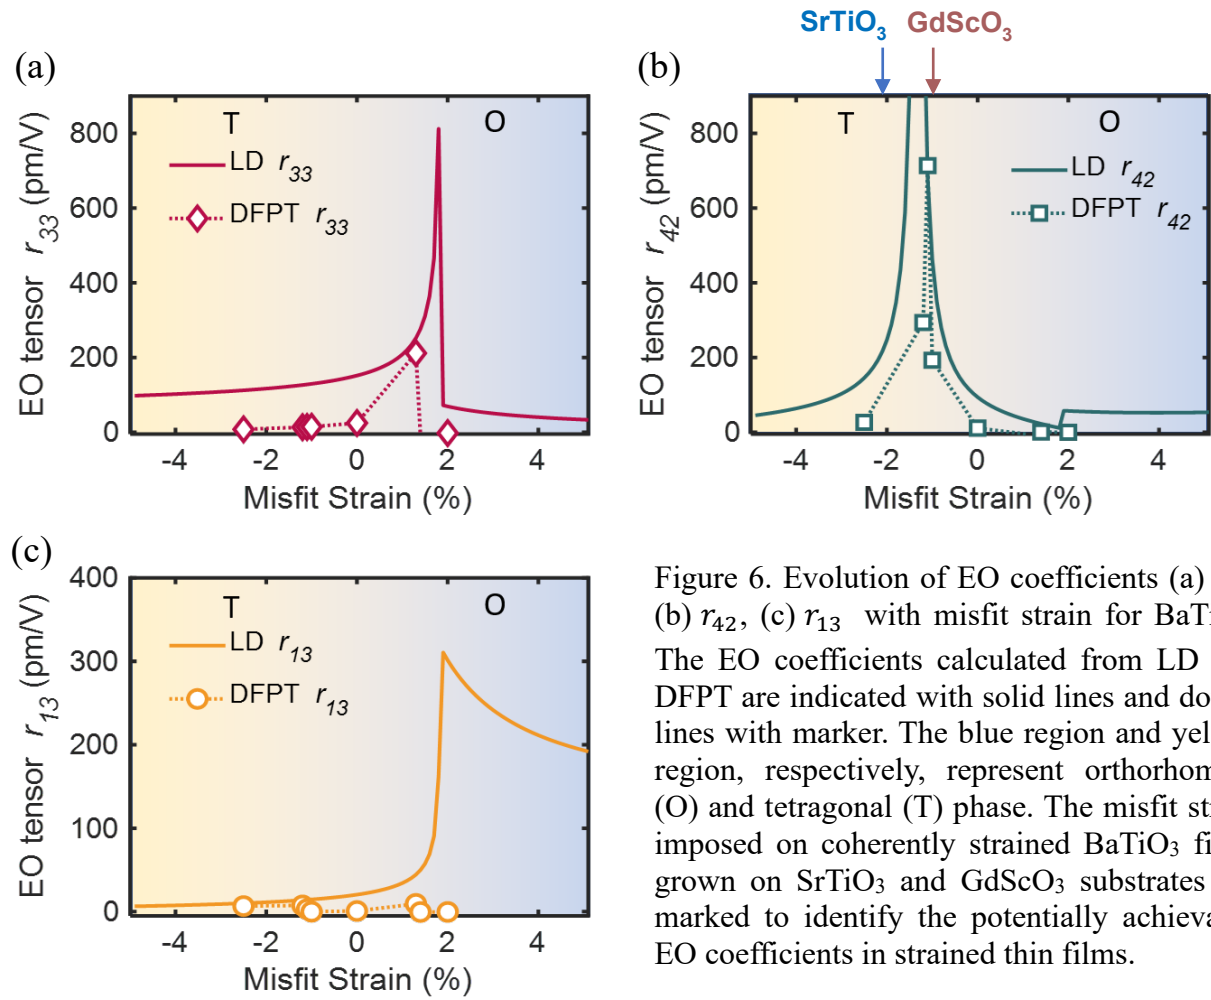 SrTiO3 GdScO3
(a)
EO tensor r33 (pm/V)
800
600
400
200
0
T O
LD r33
DFPT r33
-4 -2 0 2 4
Misfit Strain (%)
(b)
EO tensor r42 (pm/V)
800
600
400
200
0
T O
LD r42
DFPT r42
-4 -2 0 2 4
Misfit Strain (%)
(c)
EO tensor r13 (pm/V)
400
300
200
100
0
T O
LD r13
DFPT r13
-4 -2 0 2 4
Misfit Strain (%)
Figure 6. Evolution of EO coefficients (a)
(b) r42, (c) r13 with misfit strain for
The EO coefficients calculated from LD
DFPT are indicated with solid lines and
lines with marker. The blue region and
region, respectively, represent
(O) and tetragonal (T) phase. The misfit
imposed on coherently strained BaTiO3
grown on SrTiO3 and GdScO3 substrates
marked to identify the potentially
EO coefficients in strained thin films.